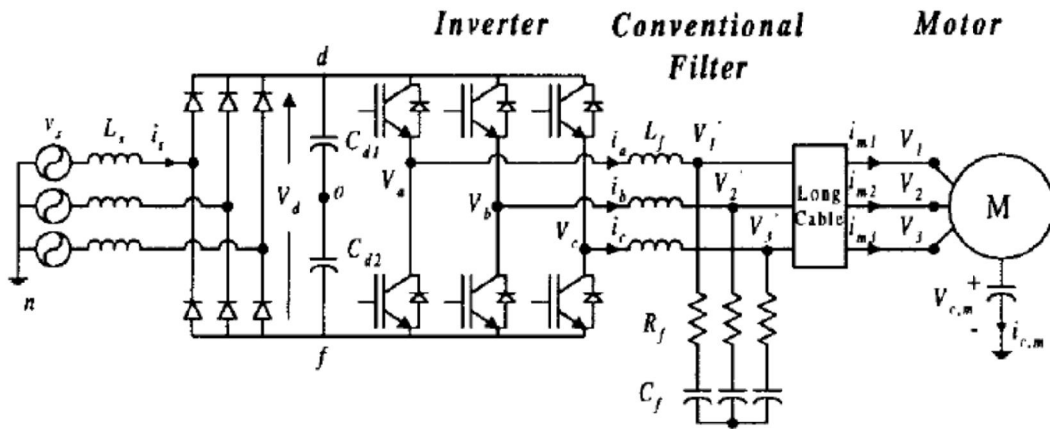 Inverter
Conventional
Filter
Motor
d
v_s
L_s
i_s
C_d1
V_d
o
C_d2
V_a
V_b
V_c
i_a
L_f
V_1'
i_b
V_2'
i_c
V_3'
Long
Cable
i_m1
V_1
i_m2
V_2
i_m3
V_3
M
n
f
R_f
C_f
+
V_c,m
-
i_c,m